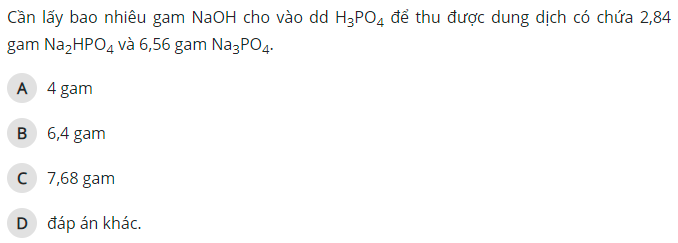 Cần lấy bao nhiêu gam NaOH cho vào dd H₃PO₄ để thu được dung dịch có chứa 2,84
gam Na₂HPO₄ và 6,56 gam Na₃PO₄.
A 4 gam
B 6,4 gam
C 7,68 gam
D đáp án khác.